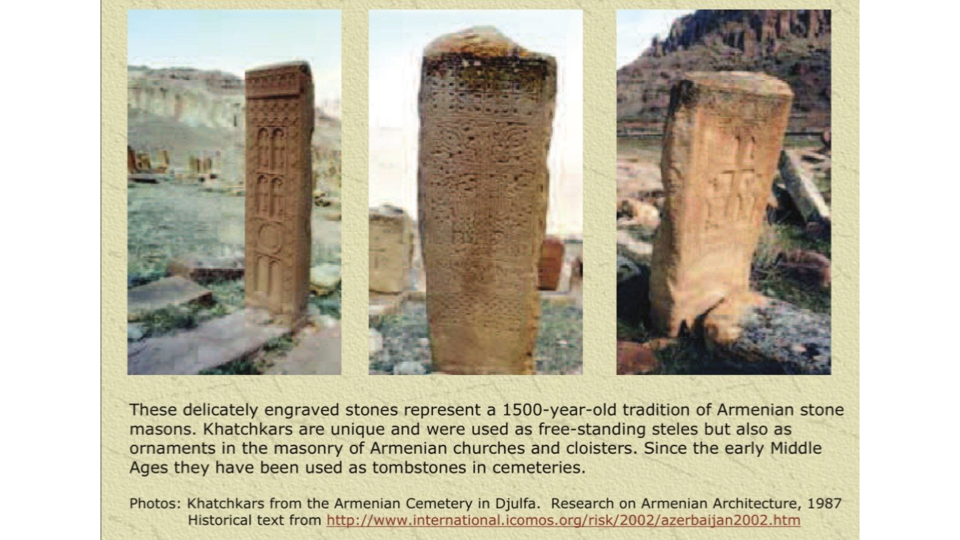 These delicately engraved stones represent a 1500-year-old tradition of Armenian stone
masons. Khatchkars are unique and were used as free-standing steles but also as
ornaments in the masonry of Armenian churches and cloisters. Since the early Middle
Ages they have been used as tombstones in cemeteries.
Photos: Khatchkars from the Armenian Cemetery in Djulfa. Research on Armenian Architecture, 1987
Historical text from http://www.international.icomos.org/risk/2002/azerbaijan2002.htm